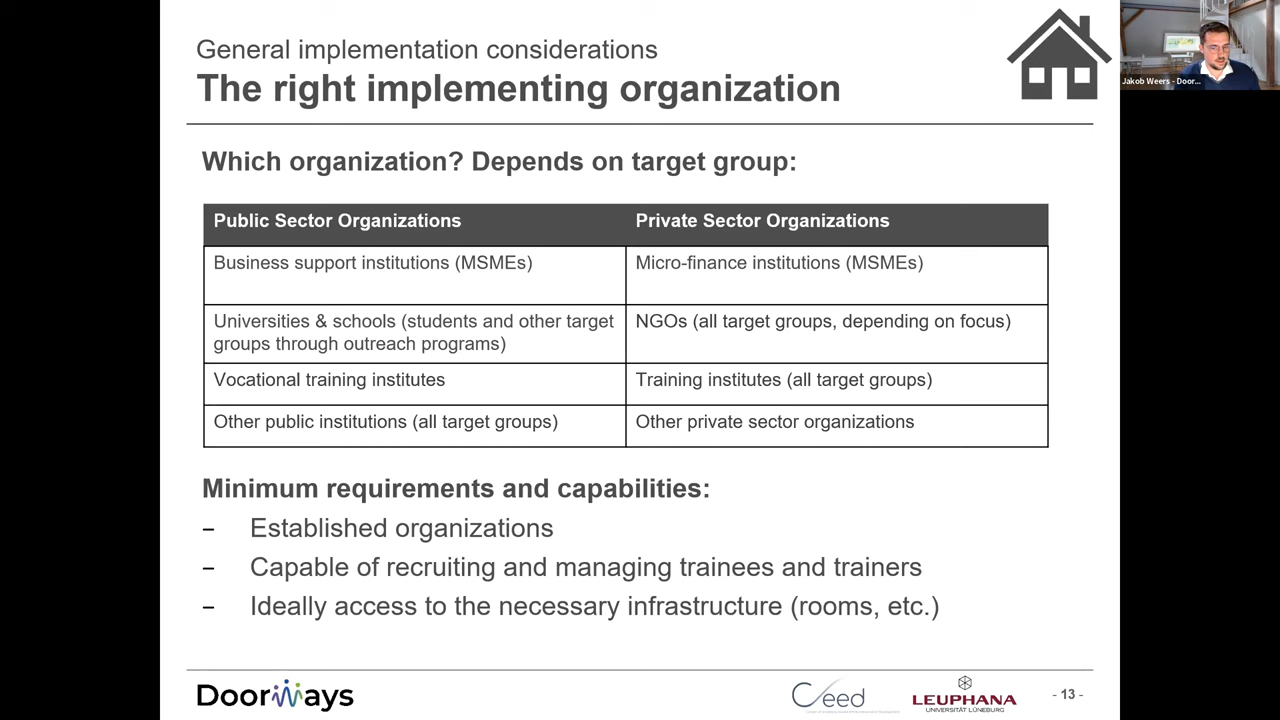 General implementation considerations
The right implementing organization
Jakob Weers - Door...
Which organization? Depends on target group:
Public Sector Organizations
Private Sector Organizations
Business support institutions (MSMEs)
Micro-finance institutions (MSMEs)
Universities & schools (students and other target
groups through outreach programs)
NGOs (all target groups, depending on focus)
Vocational training institutes
Training institutes (all target groups)
Other public institutions (all target groups)
Other private sector organizations
Minimum requirements and capabilities:
– Established organizations
– Capable of recruiting and managing trainees and trainers
– Ideally access to the necessary infrastructure (rooms, etc.)
DoorWays
Ceed
LEUPHANA
UNIVERSITÄT LÜNEBURG
- 13 -